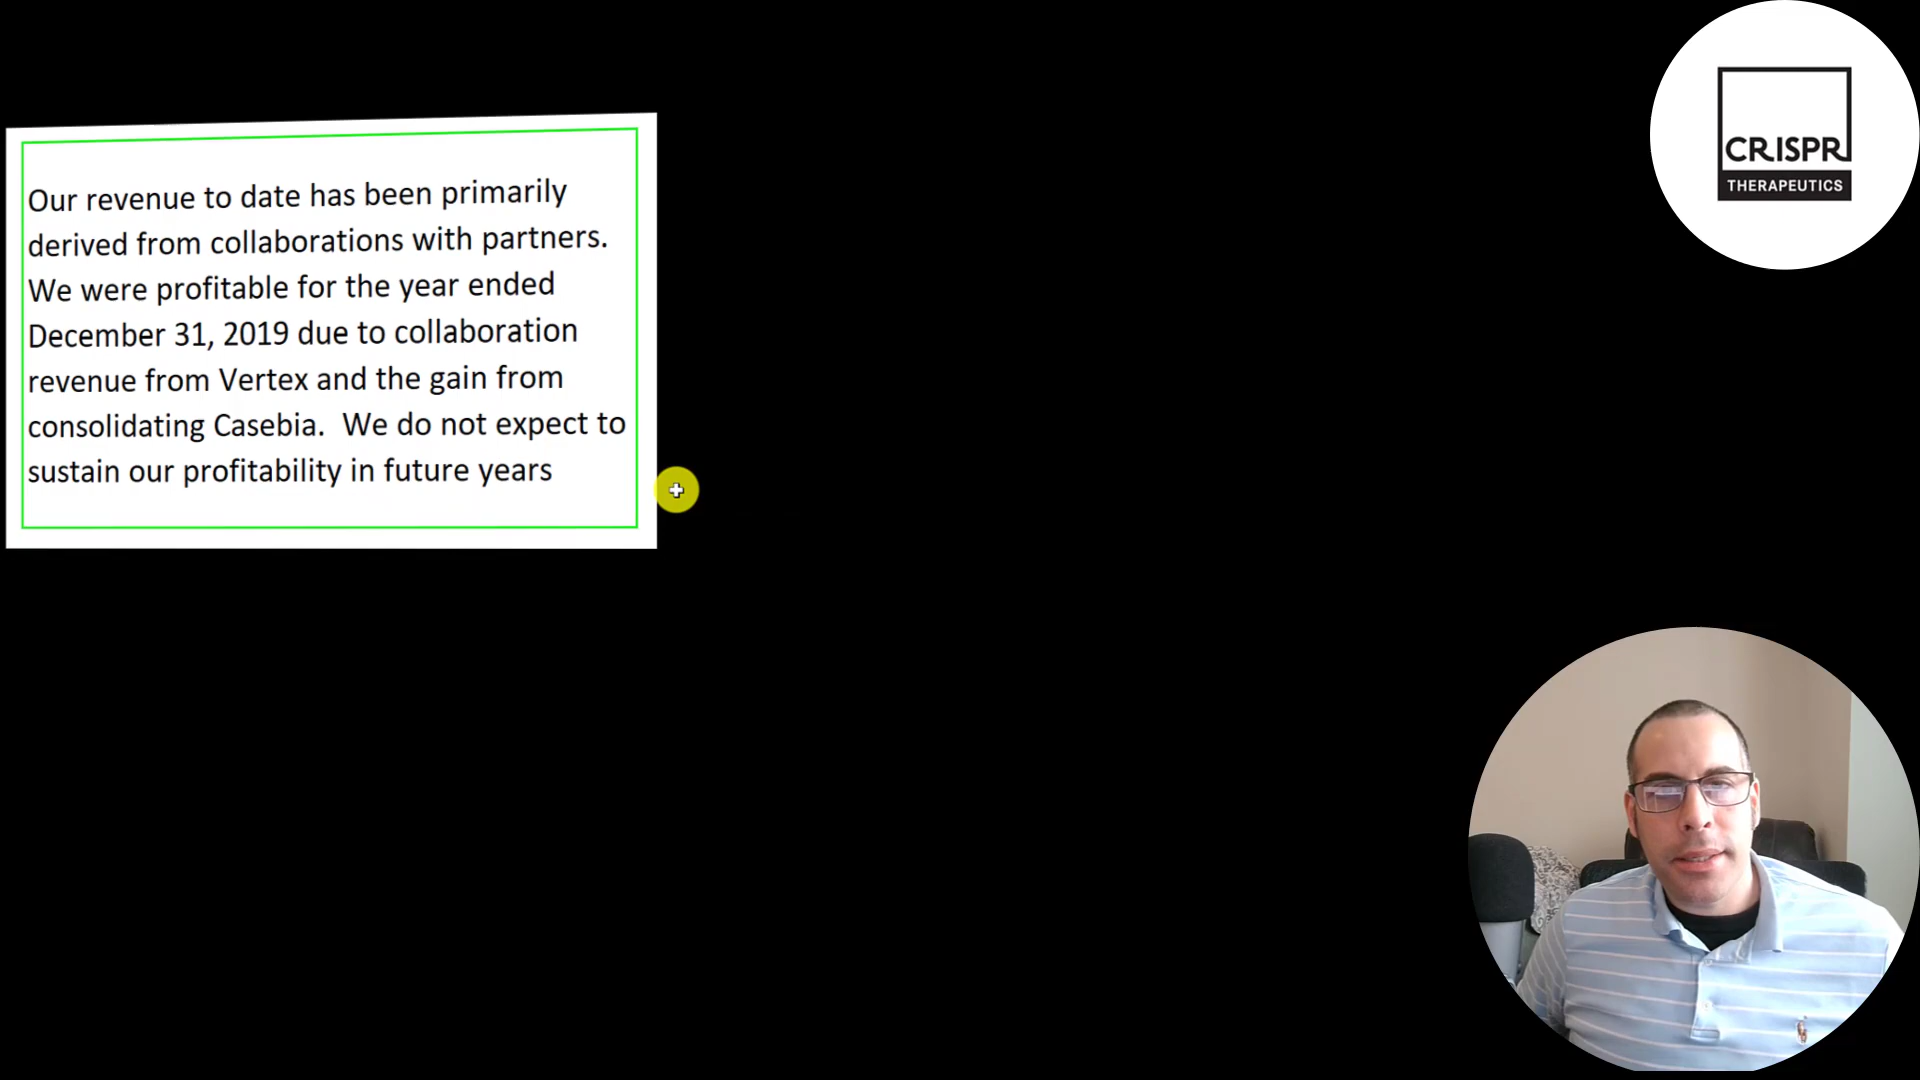 Our revenue to date has been primarily
derived from collaborations with partners.
We were profitable for the year ended
December 31, 2019 due to collaboration
revenue from Vertex and the gain from
consolidating Casebia.  We do not expect to
sustain our profitability in future years
CRISPR
THERAPEUTICS